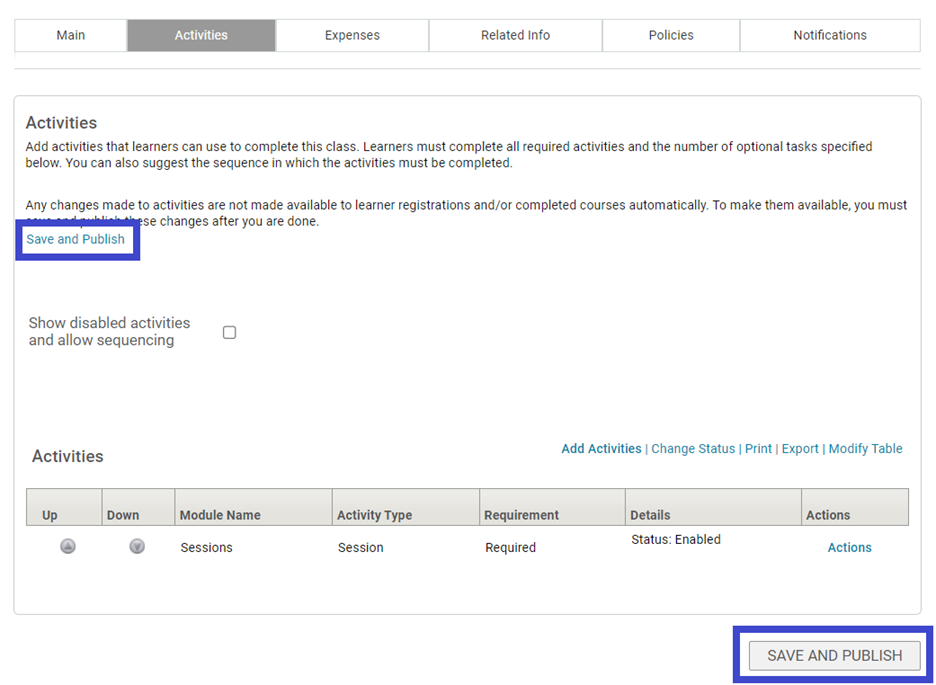 Main Activities Expenses Related Info Policies Notifications
Activities
Add activities that learners can use to complete this class. Learners must complete all required activities and the number of optional tasks specified
below. You can also suggest the sequence in which the activities must be completed.
Any changes made to activities are not made available to learner registrations and/or completed courses automatically. To make them available, you must
save and publish these changes after you are done.
Save and Publish
Show disabled activities
and allow sequencing
Activities
Add Activities | Change Status | Print | Export | Modify Table
Up Down Module Name Activity Type Requirement Details Actions
Sessions Session Required Status: Enabled Actions
SAVE AND PUBLISH